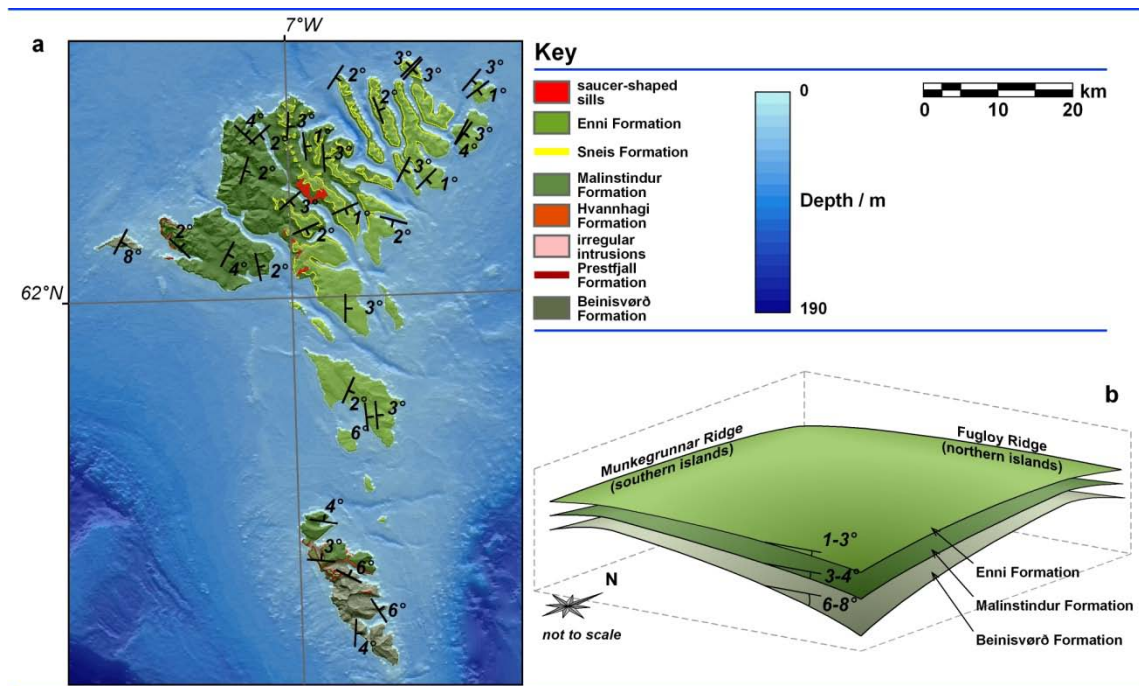 a
7°W
62°N
3°
3°
3°
2°
1°
2°
4°
3°
2°
1°
3°
3°
4°
2°
3°
1°
3°
1°
2°
2°
2°
8°
4°
2°
3°
2°
3°
6°
4°
3°
6°
6°
4°
Key
saucer-shaped
sills
Enni Formation
Sneis Formation
Malinstindur
Formation
Hvannhagi
Formation
irregular
intrusions
Prestfjall
Formation
Beinisvørð
Formation
0
Depth / m
190
km
0 10 20
b
Munkegrunnar Ridge
(southern islands)
Fugloy Ridge
(northern islands)
1-3°
3-4°
6-8°
N
not to scale
Enni Formation
Malinstindur Formation
Beinisvørð Formation